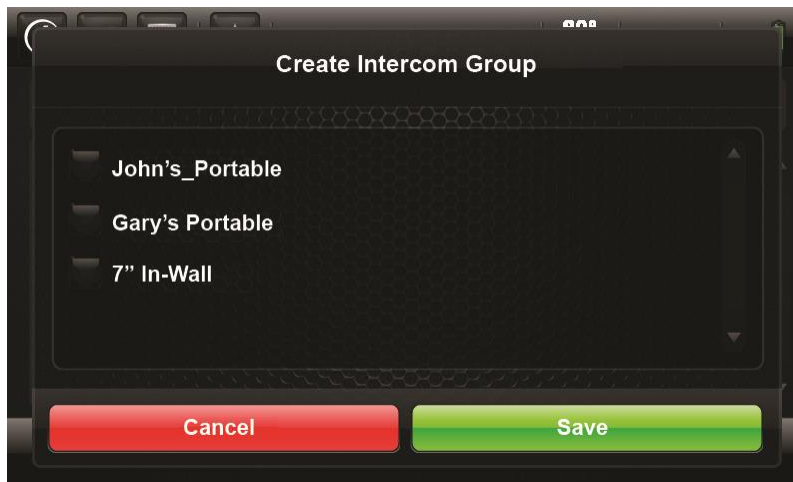 Create Intercom Group
John’s_Portable
Gary’s Portable
7” In-Wall
Cancel
Save